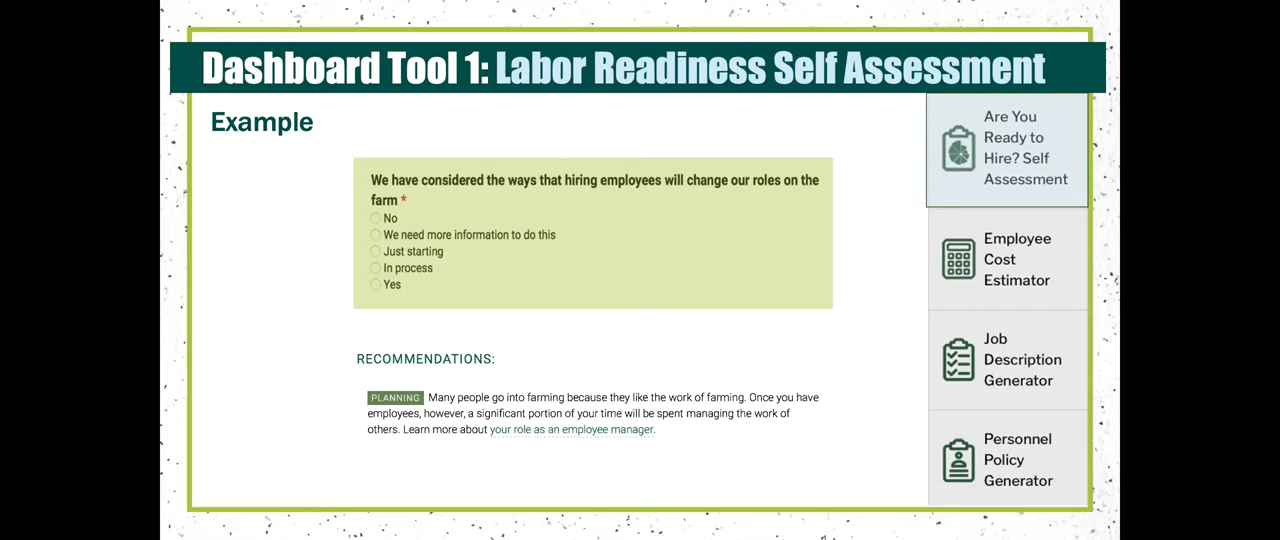 Dashboard Tool 1: Labor Readiness Self Assessment
Example
We have considered the ways that hiring employees will change our roles on the
farm *
No
We need more information to do this
Just starting
In process
Yes
RECOMMENDATIONS:
PLANNING Many people go into farming because they like the work of farming. Once you have
employees, however, a significant portion of your time will be spent managing the work of
others. Learn more about your role as an employee manager.
Are You
Ready to
Hire? Self
Assessment
Employee
Cost
Estimator
Job
Description
Generator
Personnel
Policy
Generator